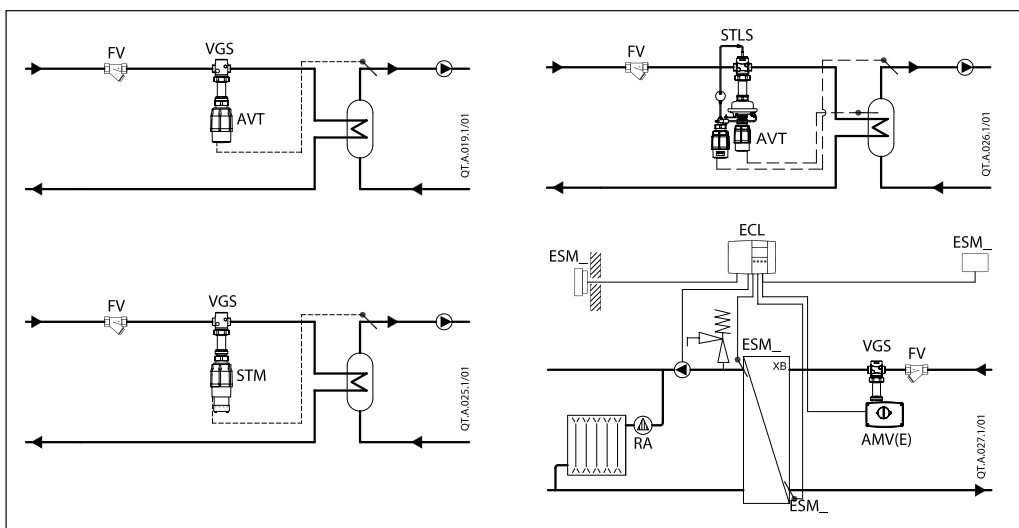 FV
VGS
AVT
QT.A.019.1/01
FV
STLS
AVT
QT.A.026.1/01
FV
VGS
STM
QT.A.025.1/01
ESM_
ECL
ESM_
ESM_
XB
VGS
FV
RA
AMV(E)
ESM_
QT.A.027.1/01